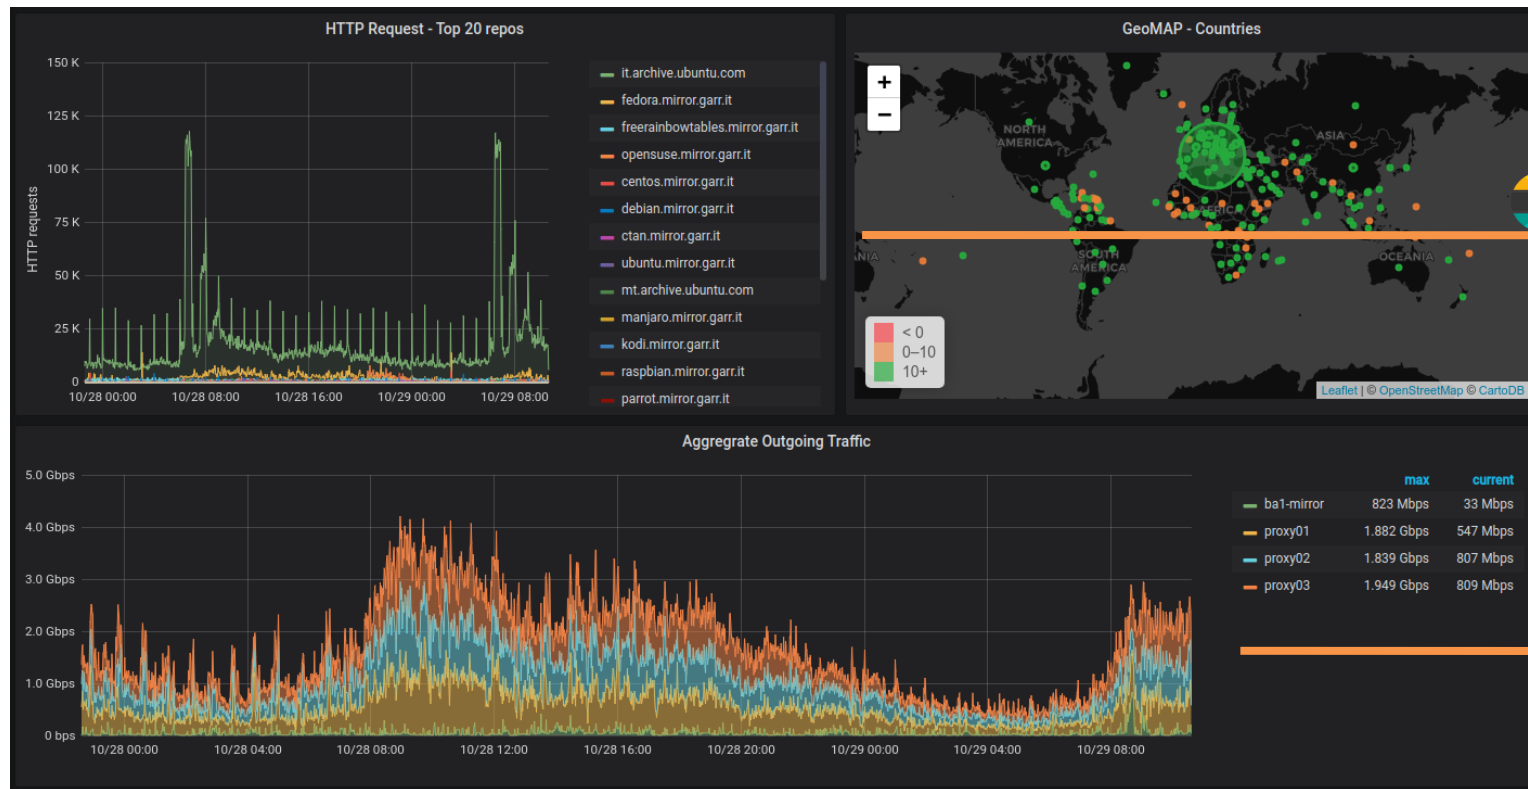 HTTP Request - Top 20 repos
150 K
125 K
100 K
75 K
50 K
25 K
0
HTTP requests
10/28 00:00 10/28 08:00 10/28 16:00 10/29 00:00 10/29 08:00
it.archive.ubuntu.com
fedora.mirror.garr.it
freerainbowtables.mirror.garr.it
opensuse.mirror.garr.it
centos.mirror.garr.it
debian.mirror.garr.it
ctan.mirror.garr.it
ubuntu.mirror.garr.it
mt.archive.ubuntu.com
manjaro.mirror.garr.it
kodi.mirror.garr.it
raspbian.mirror.garr.it
parrot.mirror.garr.it
GeoMAP - Countries
+
−
NORTH
AMERICA
ASIA
AFRICA
ANIA
SOUTH
AMERICA
OCEANIA
< 0
0–10
10+
Leaflet | © OpenStreetMap © CartoDB
Aggregrate Outgoing Traffic
5.0 Gbps
4.0 Gbps
3.0 Gbps
2.0 Gbps
1.0 Gbps
0 bps
10/28 00:00 10/28 04:00 10/28 08:00 10/28 12:00 10/28 16:00 10/28 20:00 10/29 00:00 10/29 04:00 10/29 08:00
max current
ba1-mirror 823 Mbps 33 Mbps
proxy01 1.882 Gbps 547 Mbps
proxy02 1.839 Gbps 807 Mbps
proxy03 1.949 Gbps 809 Mbps